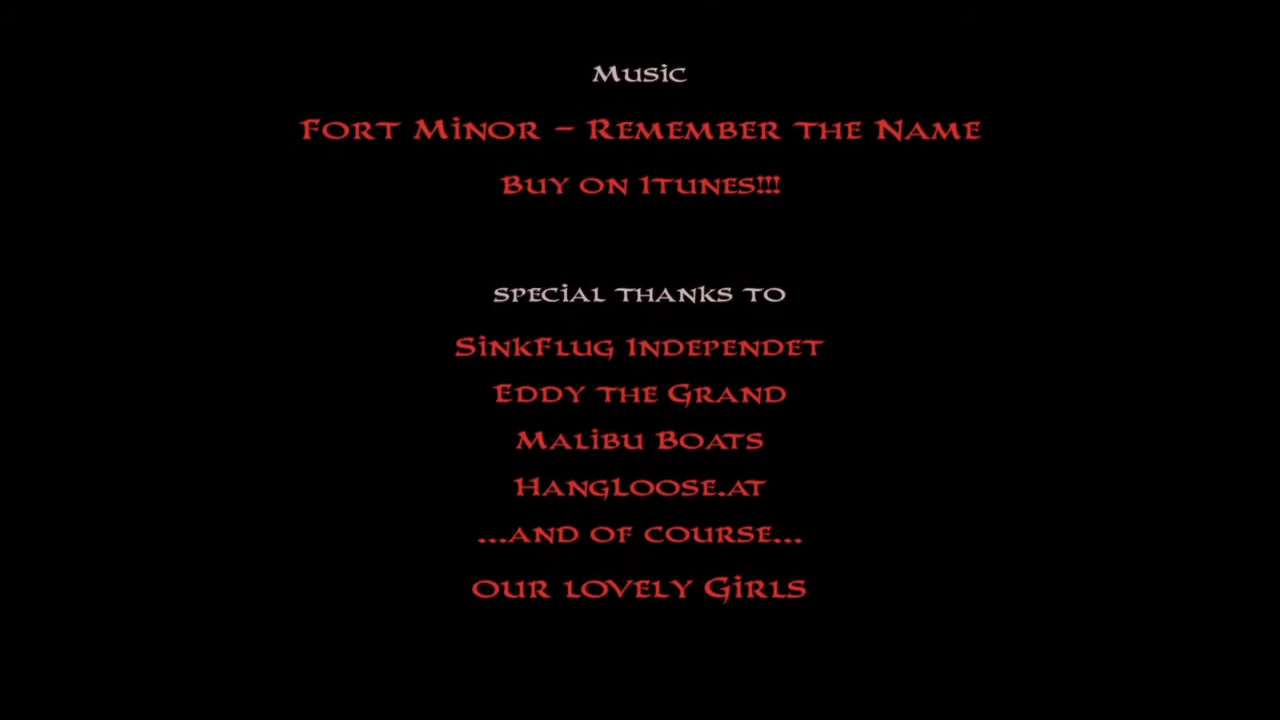 Music
Fort Minor - Remember the Name
Buy on Itunes!!!
special thanks to
SinkFlug Independet
Eddy the Grand
Malibu Boats
HangLoose.at
...and of course...
our lovely Girls